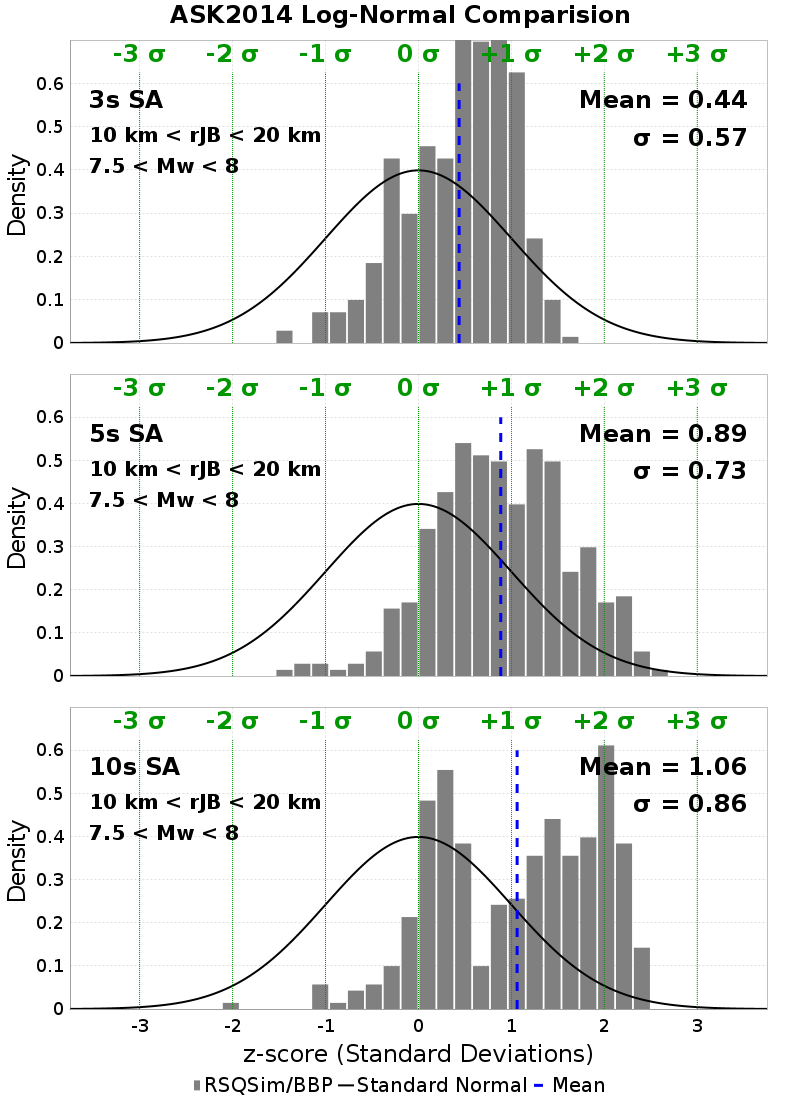 ASK2014 Log-Normal Comparision
-3 σ -2 σ -1 σ 0 σ +1 σ +2 σ +3 σ
3s SA
Mean = 0.44
10 km < rJB < 20 km
σ = 0.57
7.5 < Mw < 8
Density
0.6
0.5
0.4
0.3
0.2
0.1
0
-3 σ -2 σ -1 σ 0 σ +1 σ +2 σ +3 σ
5s SA
Mean = 0.89
10 km < rJB < 20 km
σ = 0.73
7.5 < Mw < 8
Density
0.6
0.5
0.4
0.3
0.2
0.1
0
-3 σ -2 σ -1 σ 0 σ +1 σ +2 σ +3 σ
10s SA
Mean = 1.06
10 km < rJB < 20 km
σ = 0.86
7.5 < Mw < 8
Density
0.6
0.5
0.4
0.3
0.2
0.1
0
-3 -2 -1 0 1 2 3
z-score (Standard Deviations)
RSQSim/BBP Standard Normal Mean